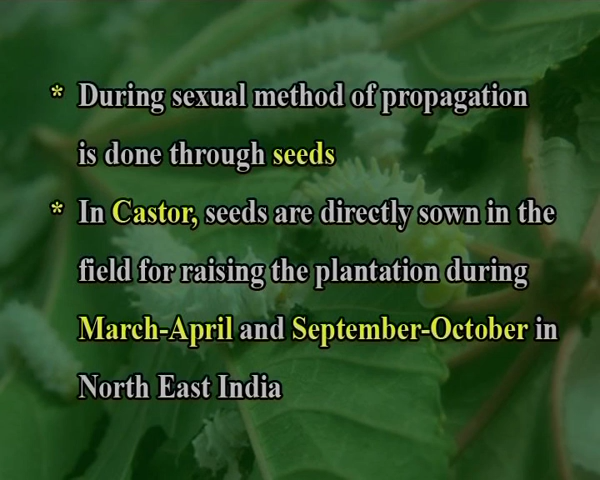 * During sexual method of propagation
is done through seeds
* In Castor, seeds are directly sown in the
field for raising the plantation during
March-April and September-October in
North East India